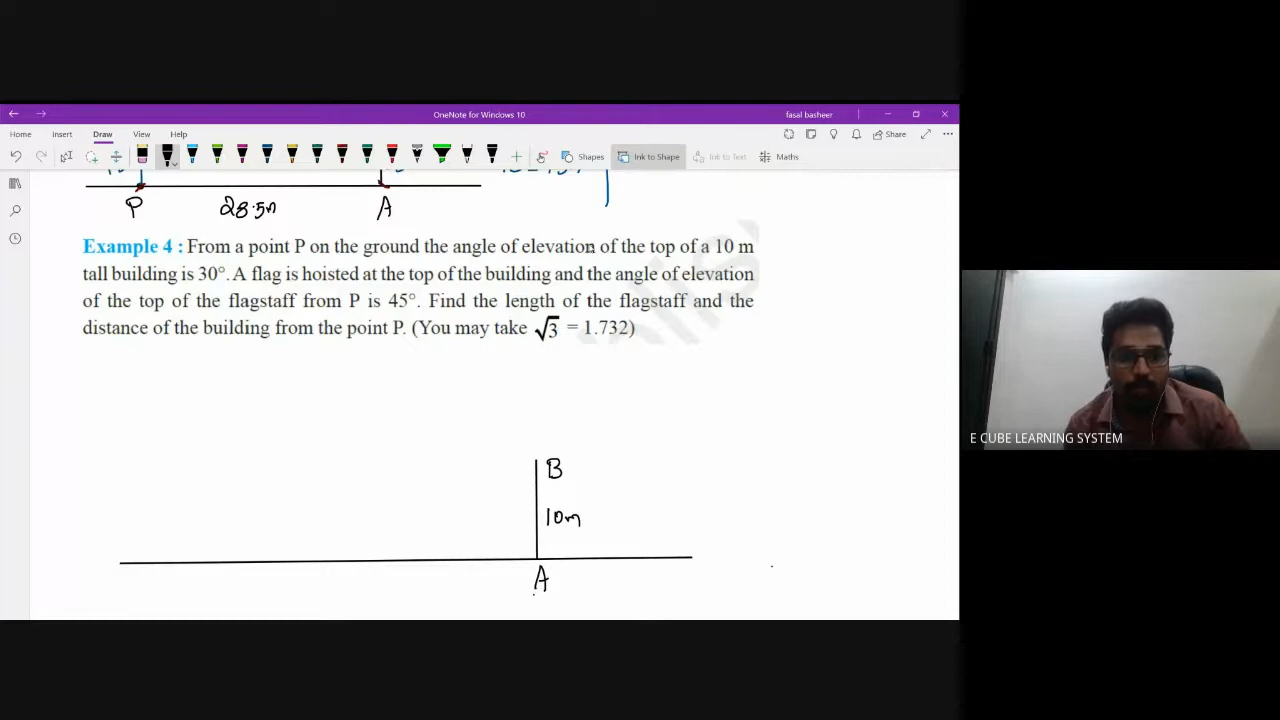 OneNote for Windows 10
fasal basheer
Home Insert Draw View Help
Share
Shapes Ink to Shape Ink to Text Maths
P 28.5m A
Example 4 : From a point P on the ground the angle of elevation of the top of a 10 m
tall building is 30°. A flag is hoisted at the top of the building and the angle of elevation
of the top of the flagstaff from P is 45°. Find the length of the flagstaff and the
distance of the building from the point P. (You may take √3 = 1.732)
B
10m
A
E CUBE LEARNING SYSTEM